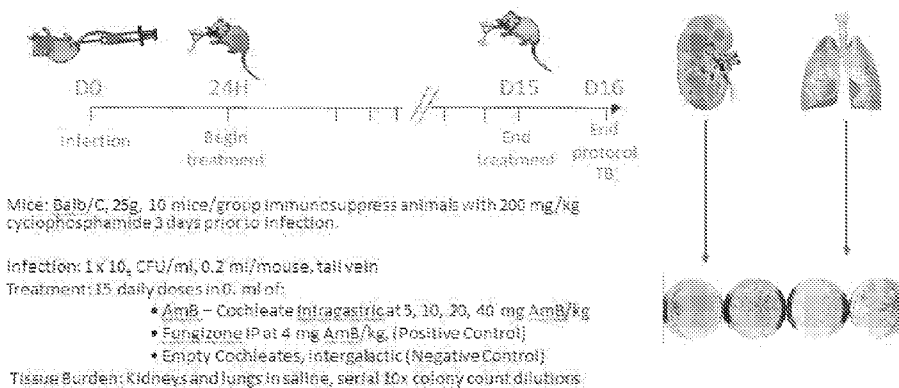 D0 24H D15 D16
Infection Begin treatment End treatment End protocol TB
Mice: Balb/C, 25g, 10 mice/group immunosuppress animals with 200 mg/kg
cyclophosphamide 3 days prior to infection.
Infection: 1 x 10, CFU/ml, 0.2 ml/mouse, tail vein
Treatment: 15 daily doses in 0. ml of:
• AmB – Cochleate Intragastric at 5, 10, 20, 40 mg AmB/kg
• Fungizone IP at 4 mg AmB/kg, (Positive Control)
• Empty Cochleates, intergalactic (Negative Control)
Tissue Burden: Kidneys and lungs in saline, serial 10x colony count dilutions